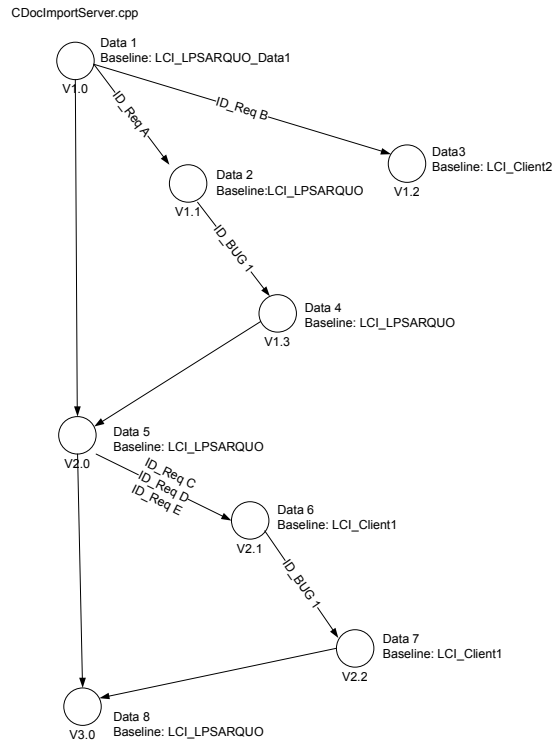 CDocImportServer.cpp
Data 1
Baseline: LCI_LPSARQUO_Data1
V1.0
ID_Req A
ID_Req B
Data3
Baseline: LCI_Client2
V1.2
Data 2
Baseline:LCI_LPSARQUO
V1.1
ID_BUG 1
Data 4
Baseline: LCI_LPSARQUO
V1.3
Data 5
Baseline: LCI_LPSARQUO
V2.0
ID_Req C
ID_Req D
ID_Req E
Data 6
Baseline: LCI_Client1
V2.1
ID_BUG 1
Data 7
Baseline: LCI_Client1
V2.2
Data 8
Baseline: LCI_LPSARQUO
V3.0